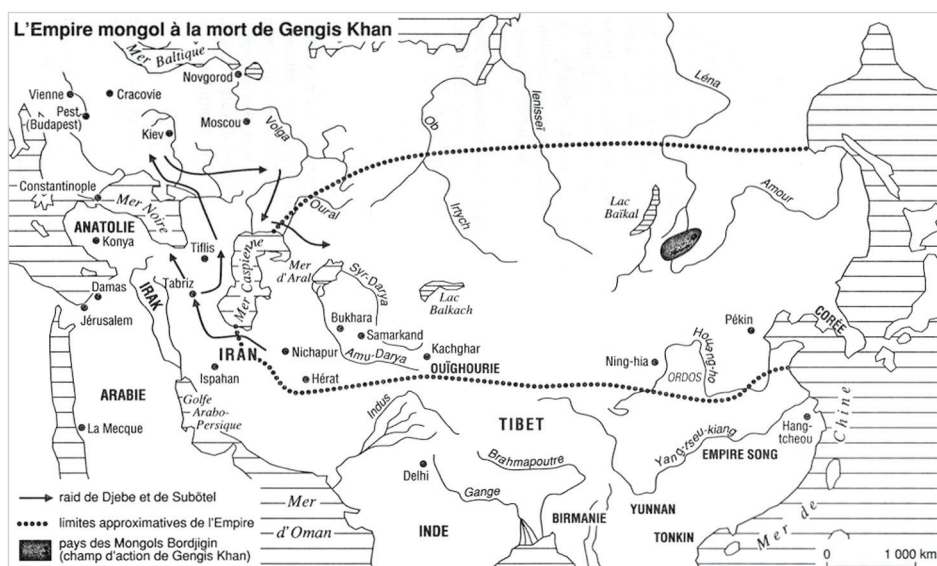 L'Empire mongol à la mort de Gengis Khan
Mer Baltique
Novgorod
Vienne
Cracovie
Pest
(Budapest)
Kiev
Moscou
Volga
Ob
Ienisseï
Léna
Constantinople
Mer Noire
Oural
Irtych
Lac
Baïkal
Amour
ANATOLIE
Konya
Tiflis
Mer Caspienne
Mer
d'Aral
Syr-Darya
Lac
Balkach
Damas
Jérusalem
IRAK
Tabriz
Bukhara
Samarkand
Amu-Darya
Kachghar
OUÏGHOURIE
Pékin
CORÉE
Houang-ho
Ning-hia
ORDOS
IRAN
Nichapur
Ispahan
Hérat
ARABIE
Golfe
Arabo-
Persique
La Mecque
Indus
TIBET
Yang-tseu-kiang
Hang-
tcheou
EMPIRE SONG
Delhi
Brahmapoutre
Gange
Mer
d'Oman
INDE
BIRMANIE
YUNNAN
TONKIN
Mer de Chine
raid de Djebe et de Subötel
limites approximatives de l'Empire
pays des Mongols Bordjigin
(champ d'action de Gengis Khan)
0 1 000 km